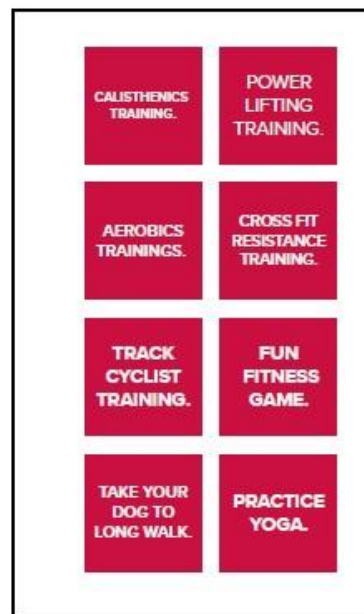 CALISTHENICS
TRAINING.
POWER
LIFTING
TRAINING.
AEROBICS
TRAININGS.
CROSS FIT
RESISTANCE
TRAINING.
TRACK
CYCLIST
TRAINING.
FUN
FITNESS
GAME.
TAKE YOUR
DOG TO
LONG WALK.
PRACTICE
YOGA.